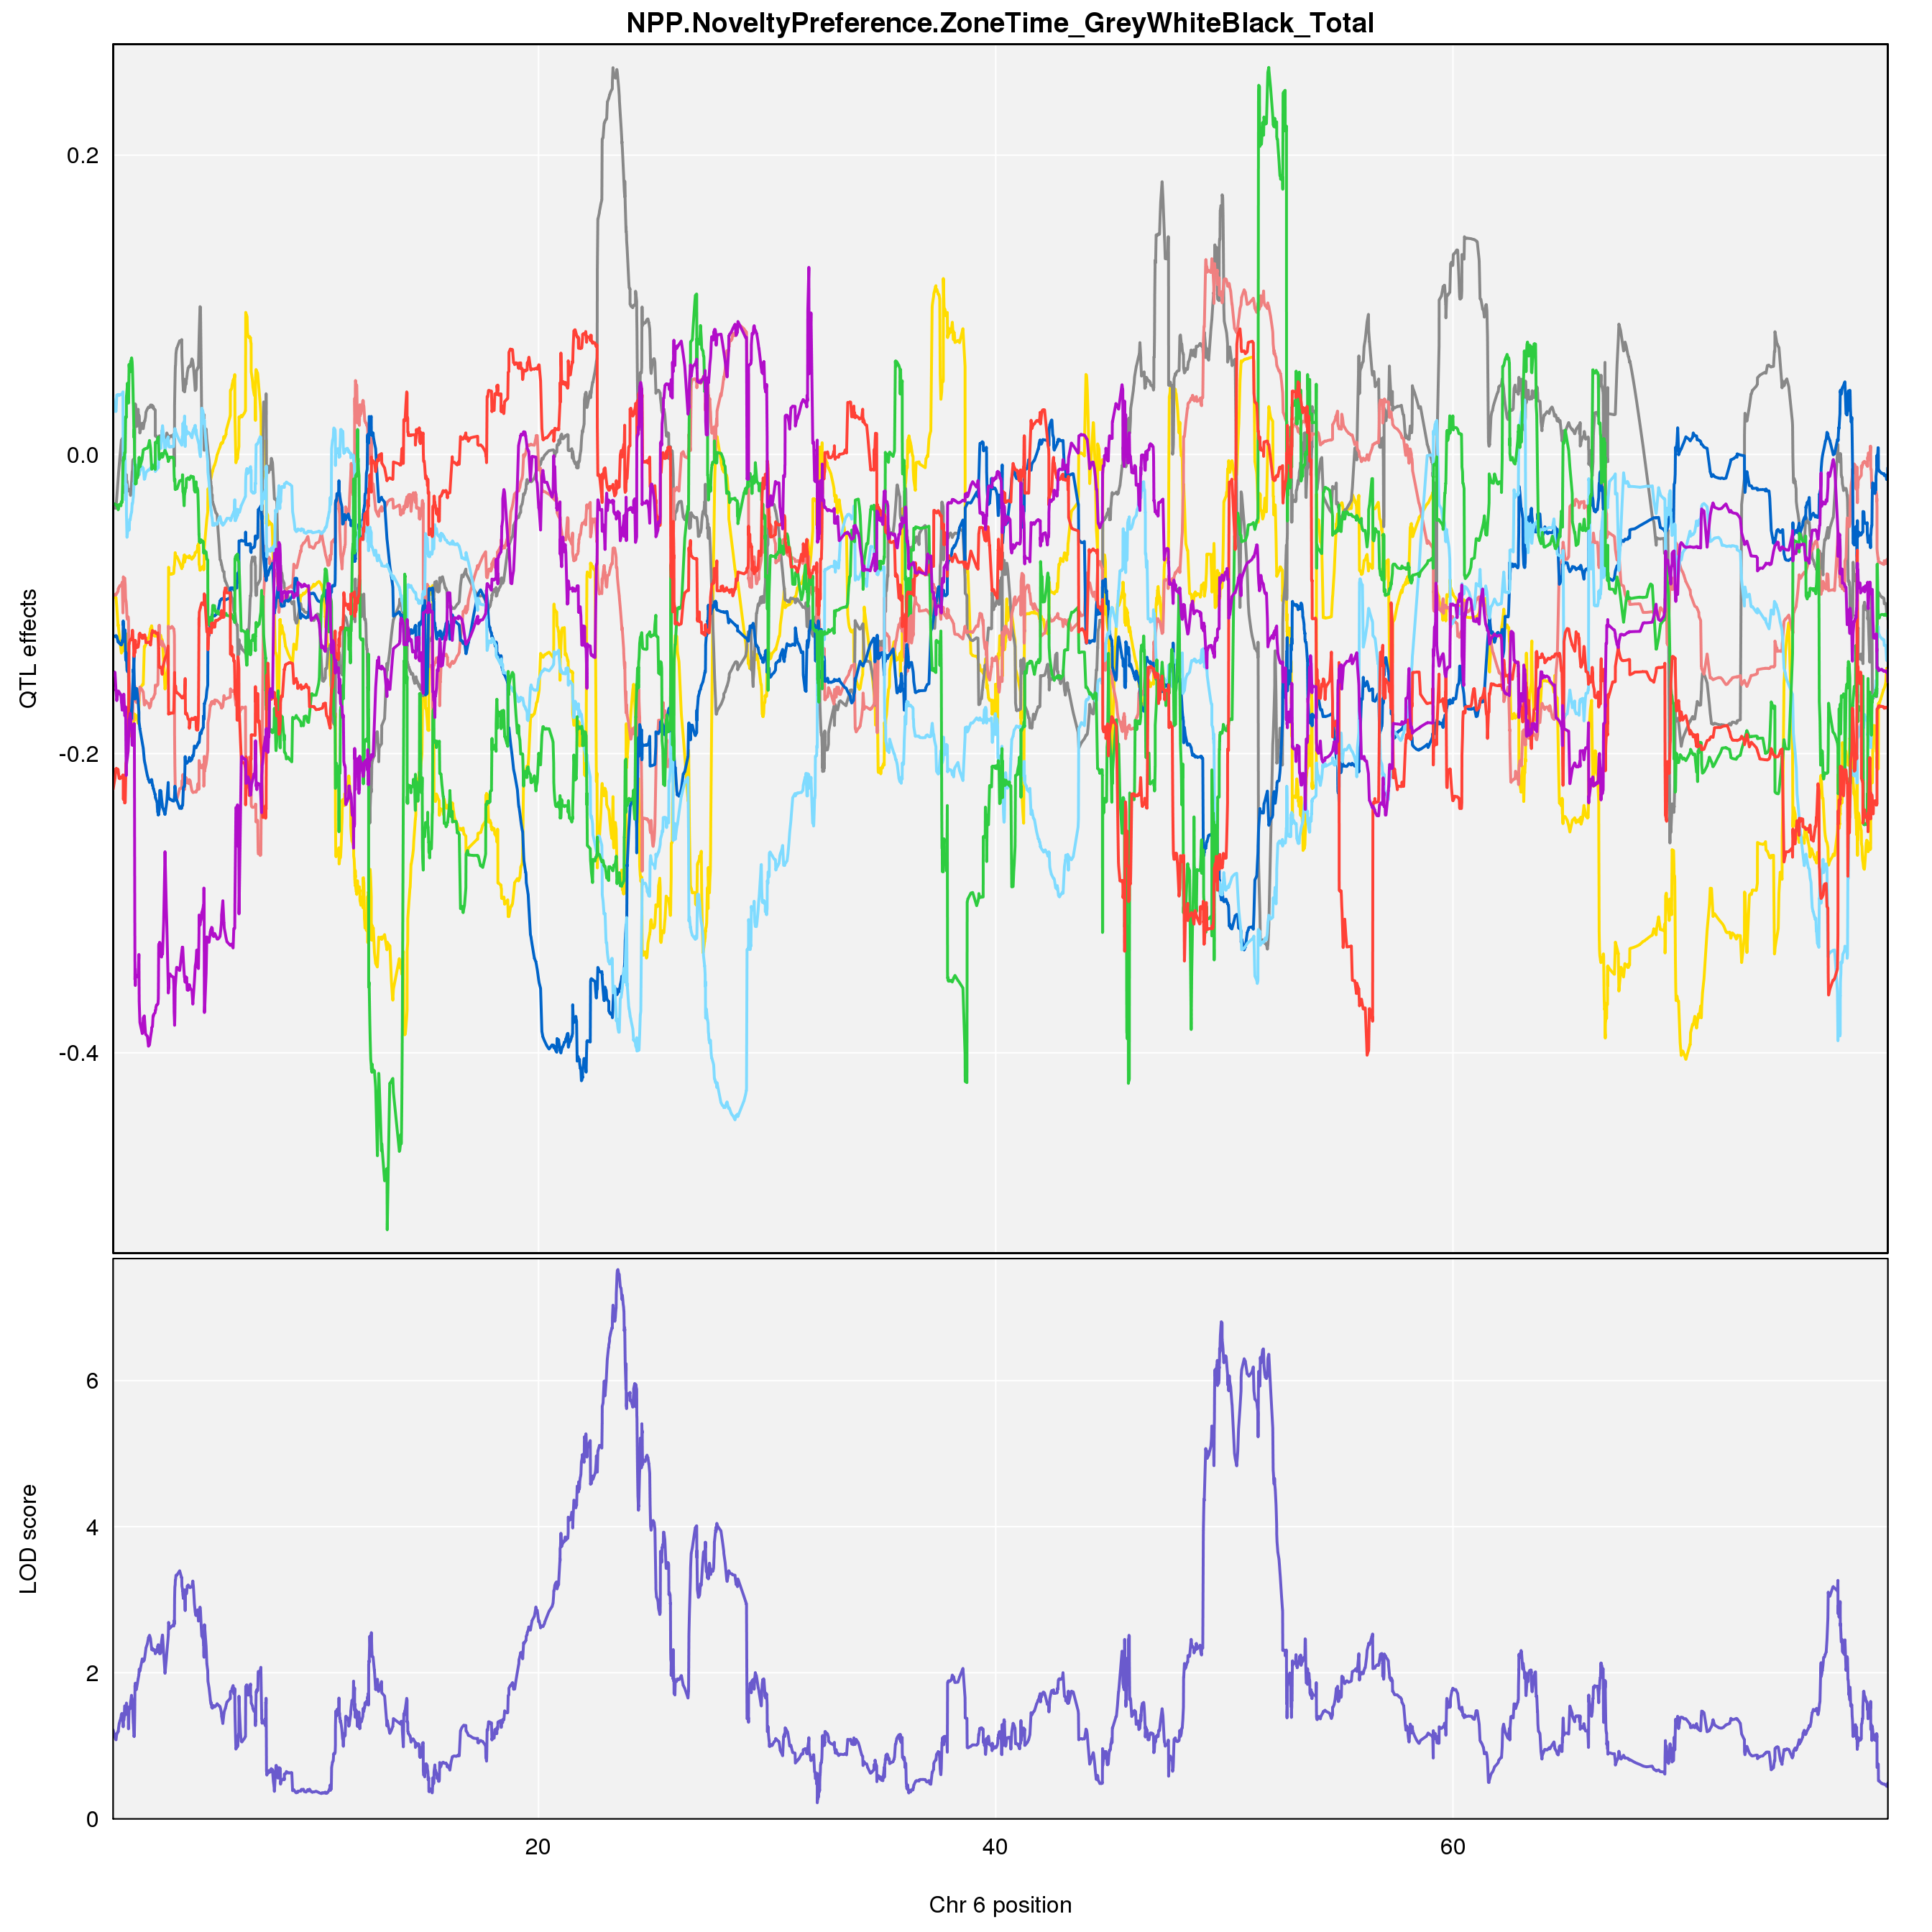 NPP.NoveltyPreference.ZoneTime_GreyWhiteBlack_Total
0.2
0.0
-0.2
-0.4
QTL effects
6
4
2
0
LOD score
20 40 60
Chr 6 position